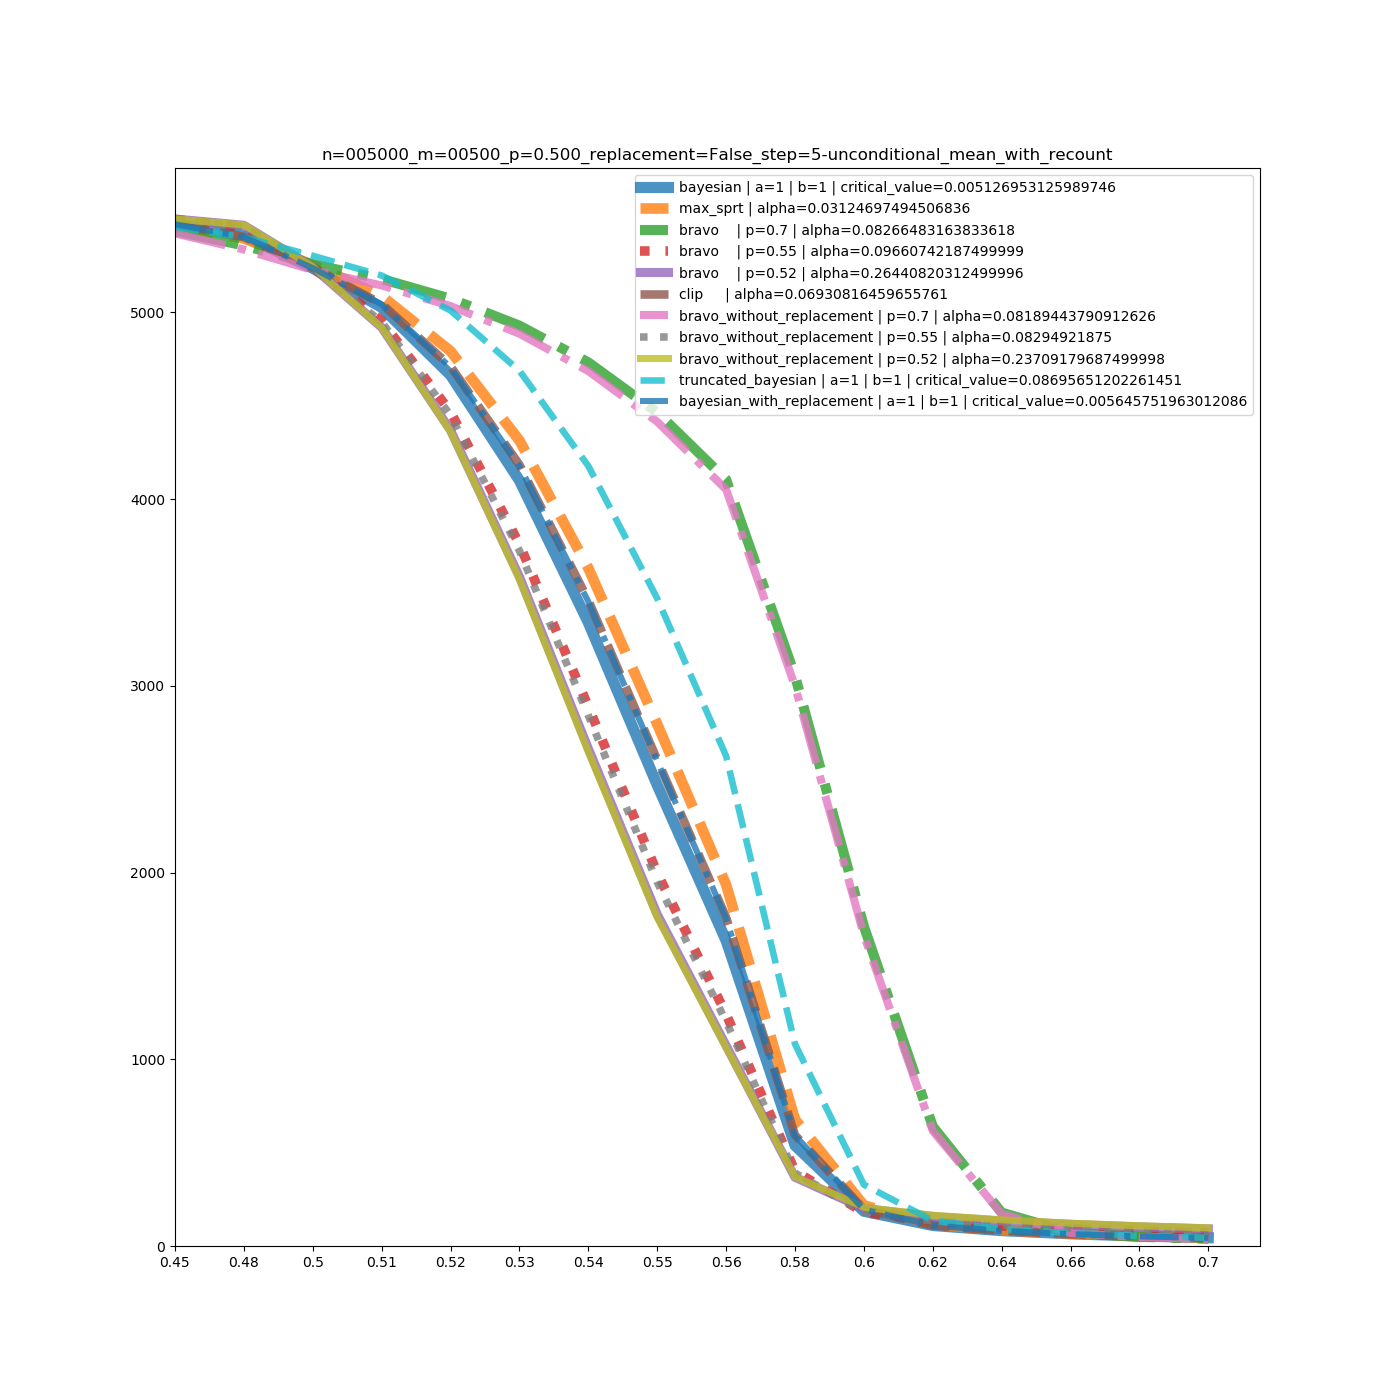 n=005000_m=00500_p=0.500_replacement=False_step=5-unconditional_mean_with_recount
bayesian | a=1 | b=1 | critical_value=0.005126953125989746
max_sprt | alpha=0.03124697494506836
bravo    | p=0.7 | alpha=0.08266483163833618
bravo    | p=0.55 | alpha=0.09660742187499999
bravo    | p=0.52 | alpha=0.26440820312499996
clip     | alpha=0.06930816459655761
bravo_without_replacement | p=0.7 | alpha=0.08189443790912626
bravo_without_replacement | p=0.55 | alpha=0.08294921875
bravo_without_replacement | p=0.52 | alpha=0.23709179687499998
truncated_bayesian | a=1 | b=1 | critical_value=0.08695651202261451
bayesian_with_replacement | a=1 | b=1 | critical_value=0.005645751963012086
5000
4000
3000
2000
1000
0
0.45 0.48 0.5 0.51 0.52 0.53 0.54 0.55 0.56 0.58 0.6 0.62 0.64 0.66 0.68 0.7